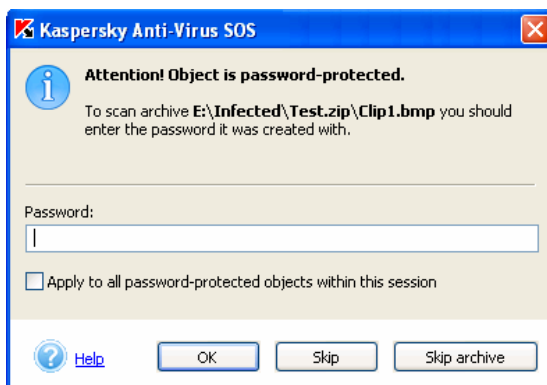 Kaspersky Anti-Virus SOS
Attention! Object is password-protected.
To scan archive E:\Infected\Test.zip\Clip1.bmp you should
enter the password it was created with.
Password:
Apply to all password-protected objects within this session
Help OK Skip Skip archive